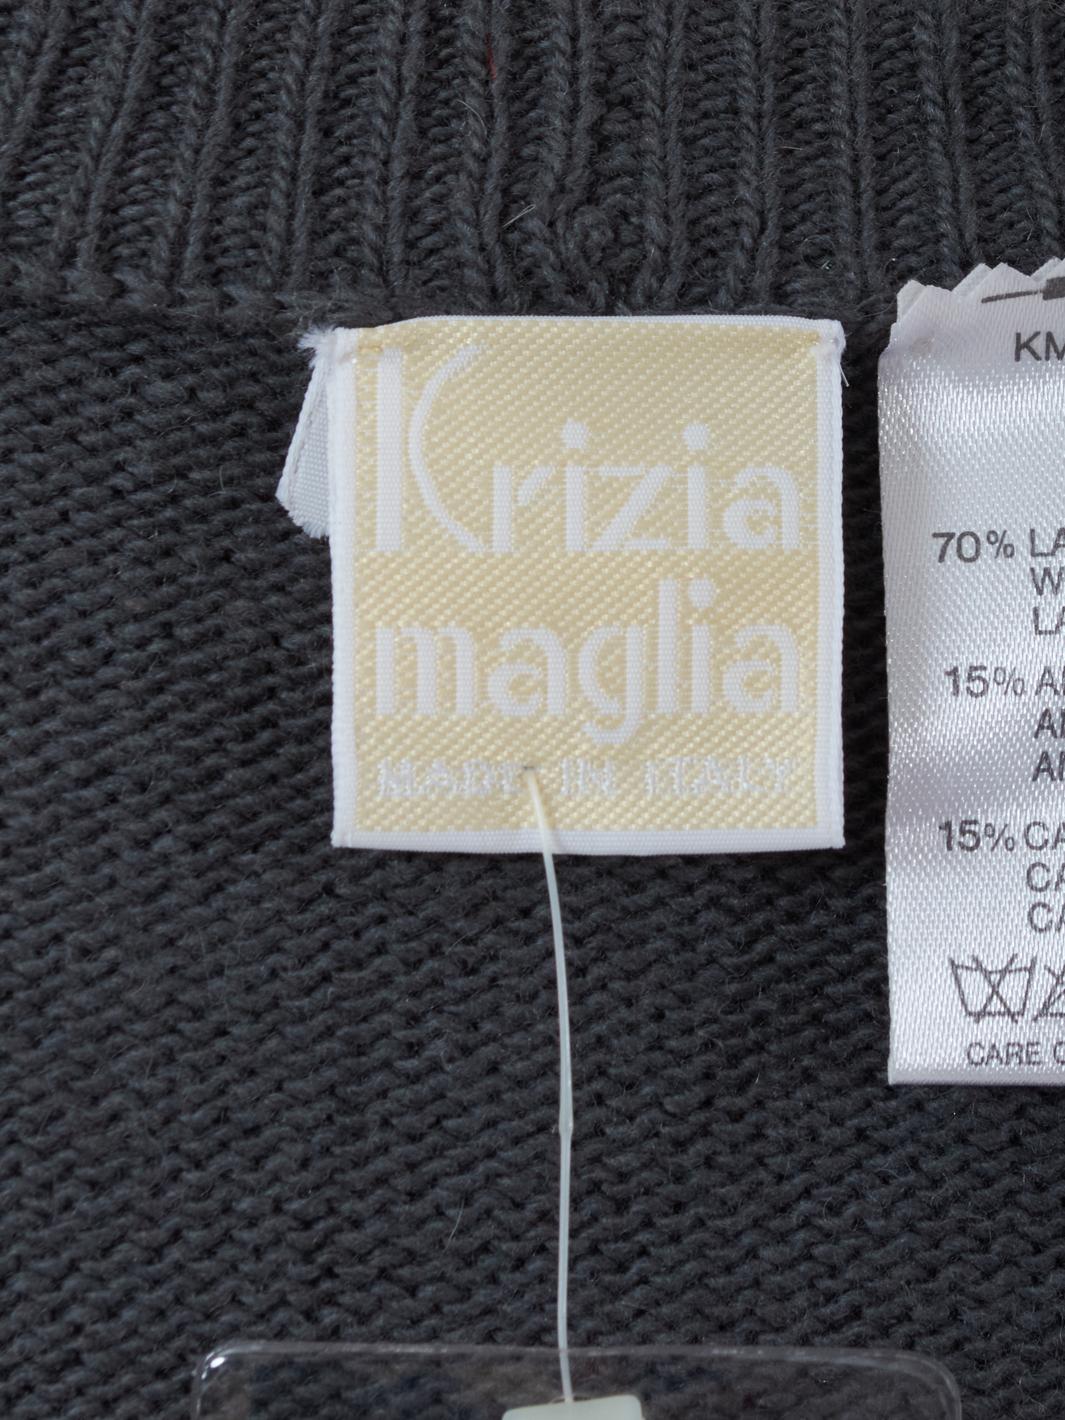 Krizia
maglia
MADE IN ITALY
KM
70% LA
W
LA
15% A
A
A
15% CA
CA
CA
CARE